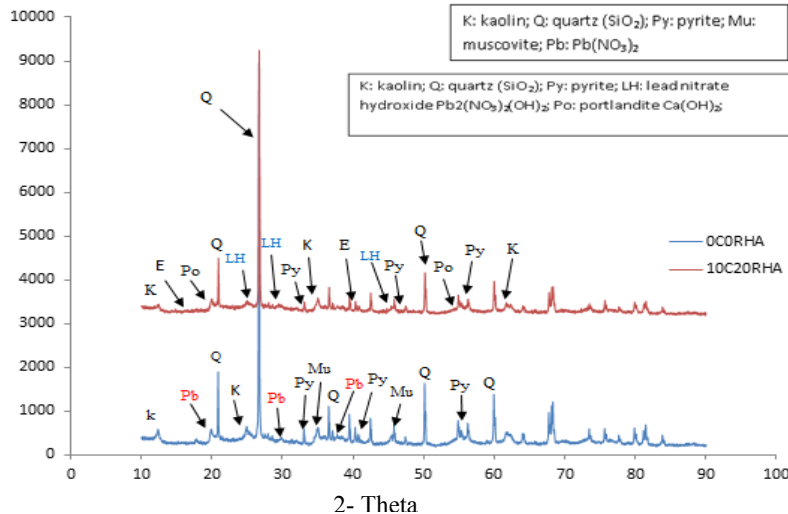 K: kaolin; Q: quartz (SiO₂); Py: pyrite; Mu:
muscovite; Pb: Pb(NO₃)₂
K: kaolin; Q: quartz (SiO₂); Py: pyrite; LH: lead nitrate
hydroxide Pb2(NO₃)₂(OH)₂; Po: portlandite Ca(OH)₂;
10000
9000
8000
7000
6000
5000
4000
3000
2000
1000
0
Q
K
E
Po
Q
LH
LH
Py
K
E
LH
Py
Q
Po
Py
K
0C0RHA
10C20RHA
k
Pb
Q
K
Pb
Py
Mu
Q
Pb
Py
Mu
Q
Py
Q
0 10 20 30 40 50 60 70 80 90 100
2- Theta